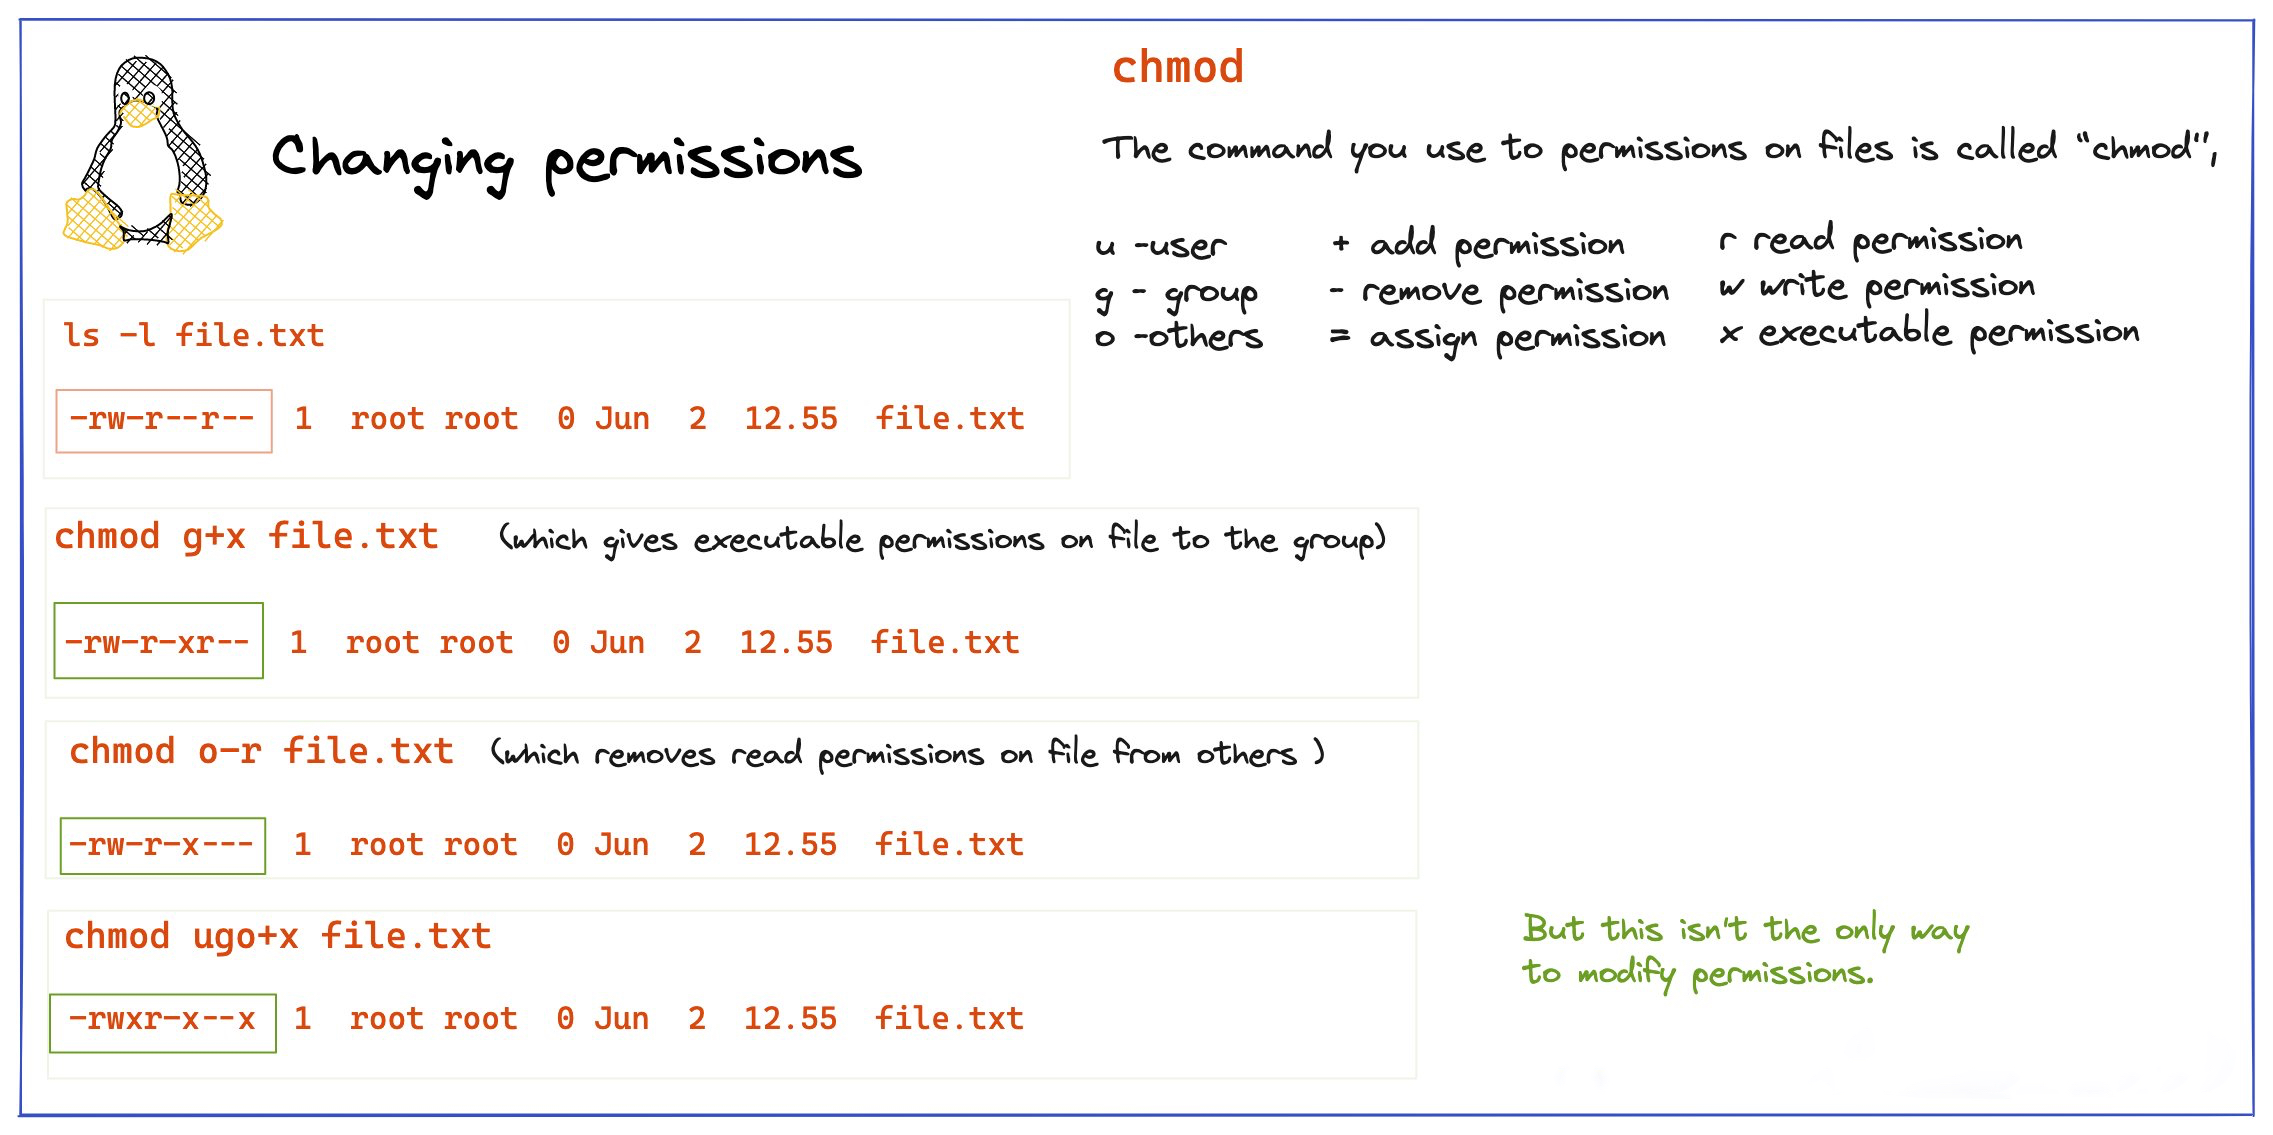 Changing permissions
chmod
The command you use to permissions on files is called "chmod",
u -user + add permission r read permission
g - group - remove permission w write permission
o -others = assign permission x executable permission
ls -l file.txt
-rw-r--r-- 1 root root 0 Jun 2 12.55 file.txt
chmod g+x file.txt (which gives executable permissions on file to the group)
-rw-r-xr-- 1 root root 0 Jun 2 12.55 file.txt
chmod o-r file.txt (which removes read permissions on file from others )
-rw-r-x--- 1 root root 0 Jun 2 12.55 file.txt
chmod ugo+x file.txt
-rwxr-x--x 1 root root 0 Jun 2 12.55 file.txt
But this isn't the only way
to modify permissions.